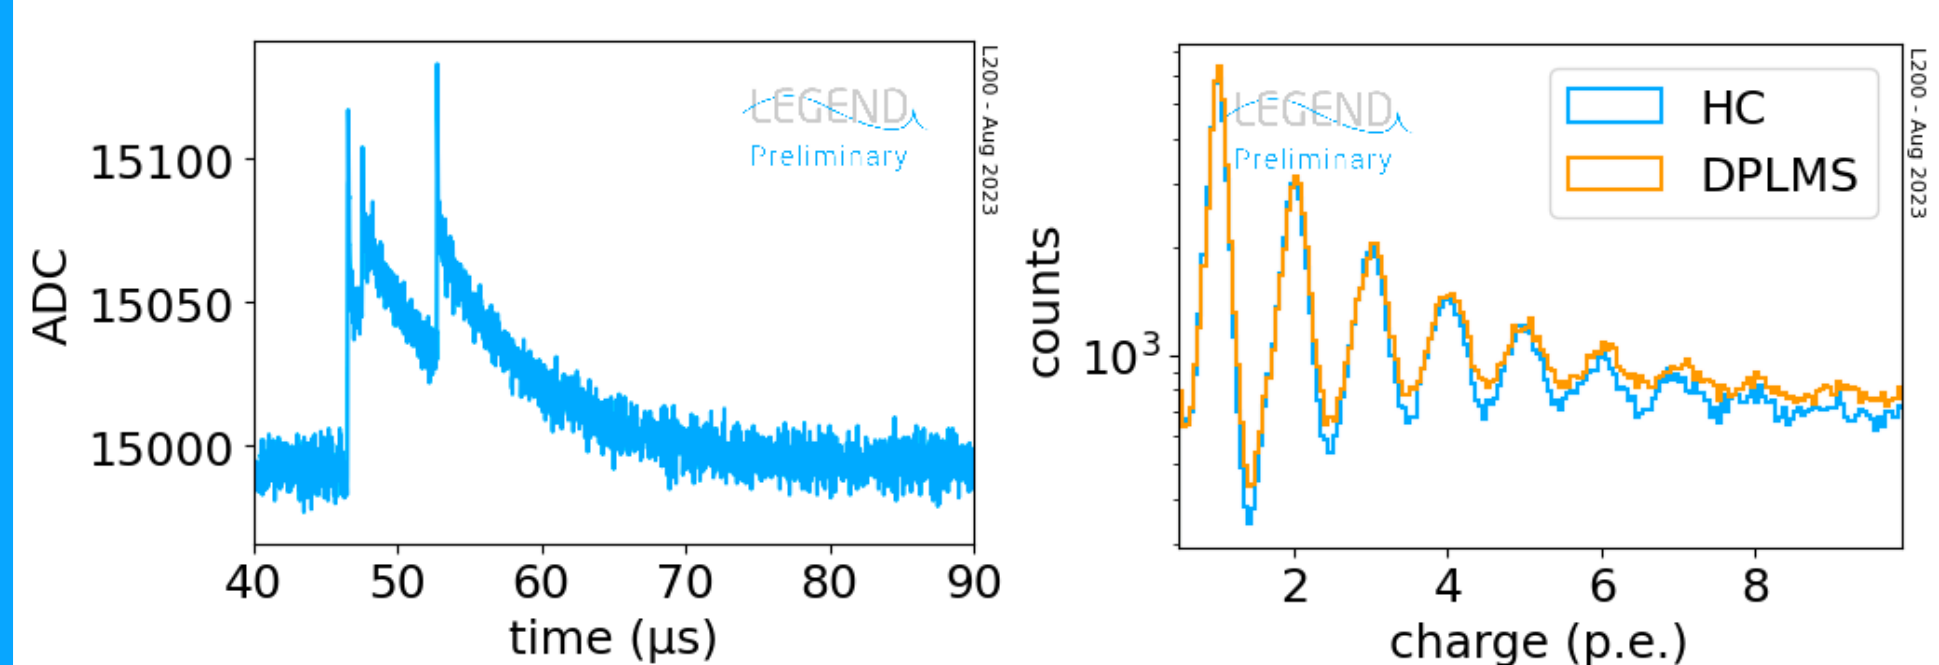 LEGEND
Preliminary
L200 - Aug 2023
ADC
15100
15050
15000
40 50 60 70 80 90
time (µs)
LEGEND
Preliminary
HC
DPLMS
L200 - Aug 2023
counts
10³
2 4 6 8
charge (p.e.)